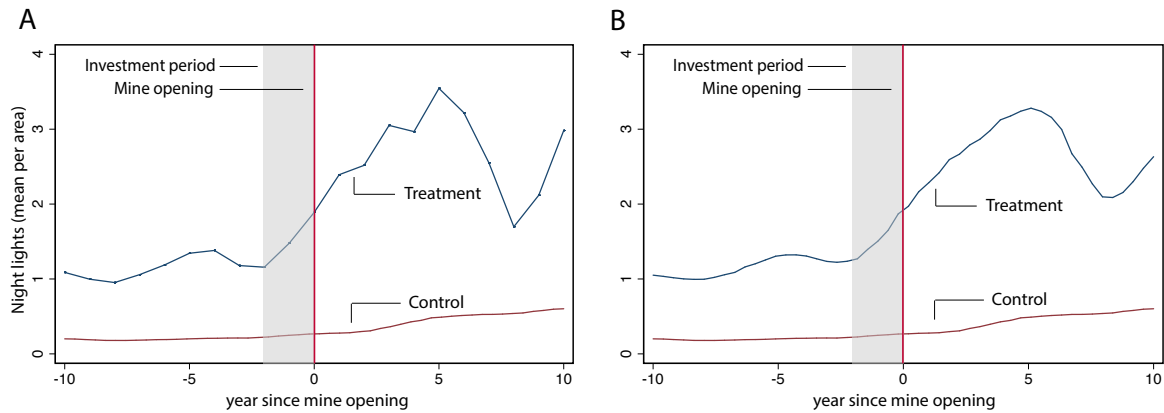 A
Night lights (mean per area)
4
3
2
1
0
Investment period
Mine opening
Treatment
Control
-10
-5
0
5
10
year since mine opening
B
4
3
2
1
0
Investment period
Mine opening
Treatment
Control
-10
-5
0
5
10
year since mine opening